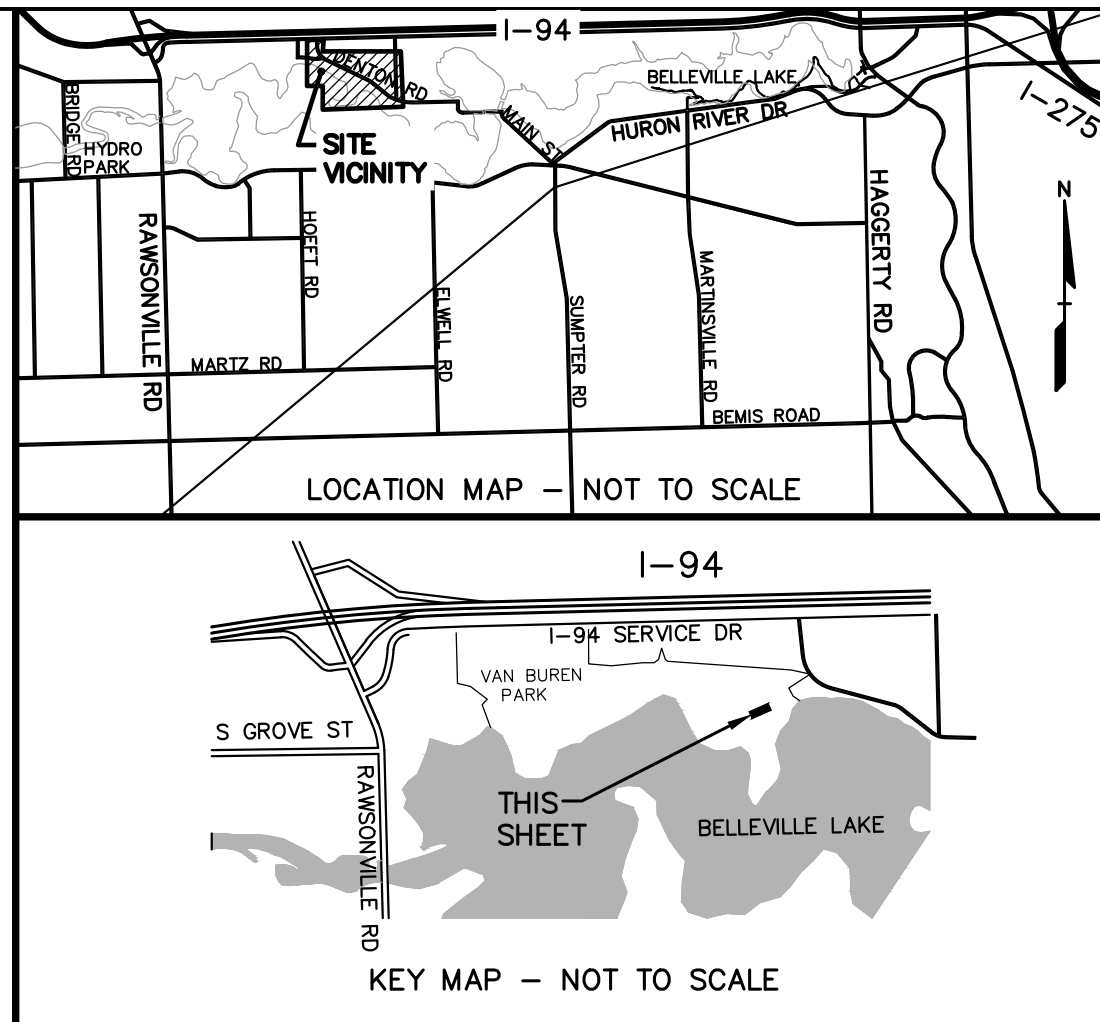 I-94
DENTON RD
BELLEVILLE LAKE
BRIDGE RD
MAIN ST
HURON RIVER DR
I-275
HYDRO
PARK
SITE
VICINITY
N
RAWSONVILLE RD
HOEFT RD
ELWELL RD
SUMPTER RD
MARTINSVILLE RD
HAGGERTY RD
MARTZ RD
BEMIS ROAD
LOCATION MAP - NOT TO SCALE
I-94
I-94 SERVICE DR
VAN BUREN
PARK
S GROVE ST
RAWSONVILLE RD
THIS
SHEET
BELLEVILLE LAKE
KEY MAP - NOT TO SCALE